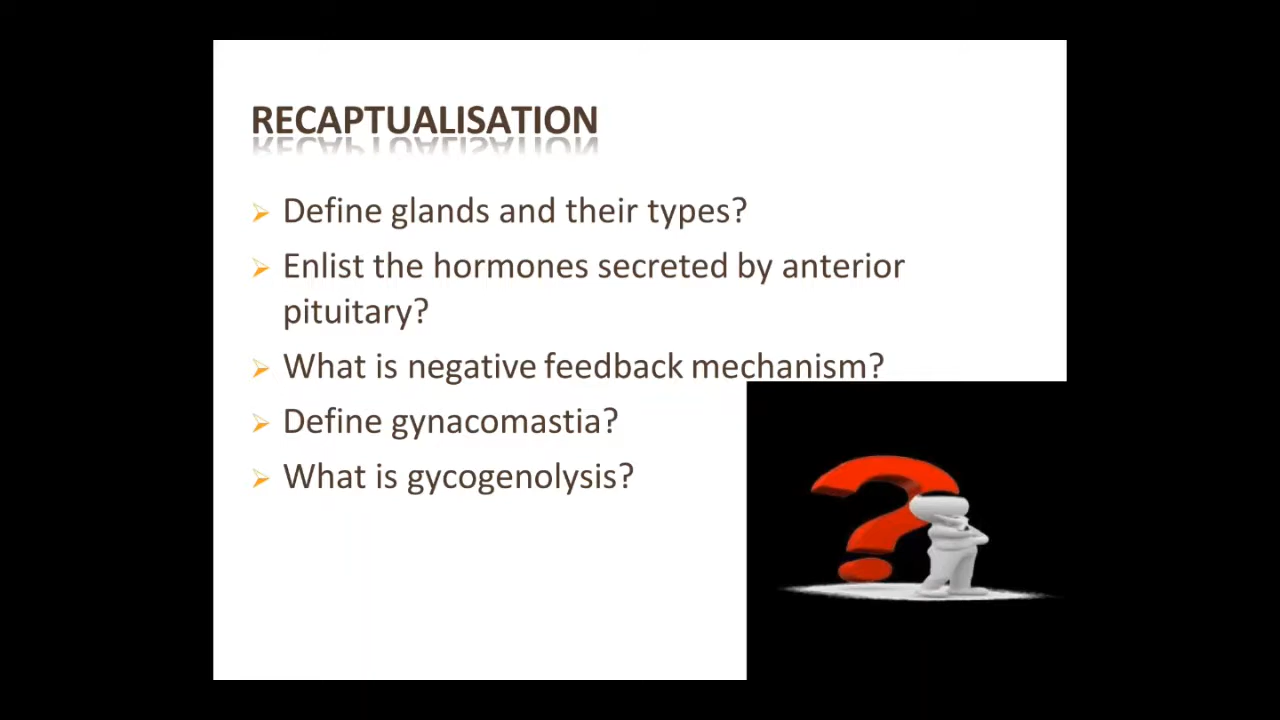 RECAPTUALISATION
Define glands and their types?
Enlist the hormones secreted by anterior
pituitary?
What is negative feedback mechanism?
Define gynacomastia?
What is gycogenolysis?